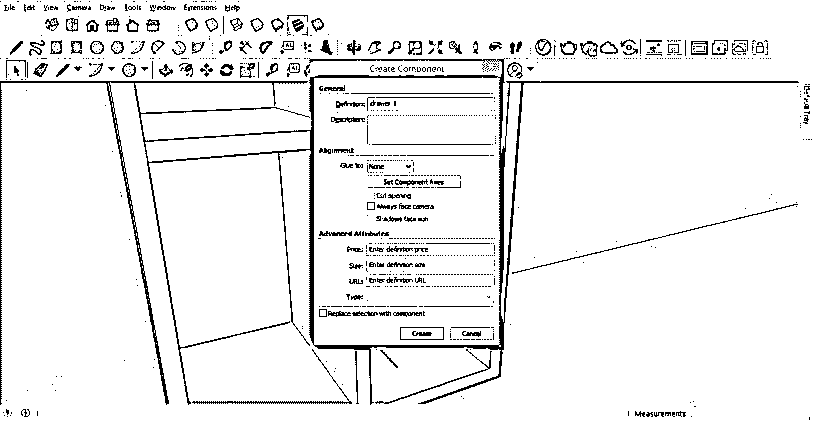 File Edit View Camera Draw Tools Window Extensions Help
Create Component
General
Definition: drawer 1
Description:
Alignment
Glue to: None
Set Component Axes
Cut opening
Always face camera
Shadows face sun
Advanced Attributes
Price: Enter definition price
Size: Enter definition size
URL: Enter definition URL
Type:
Replace selection with component
Create Cancel
Default Tray
Measurements